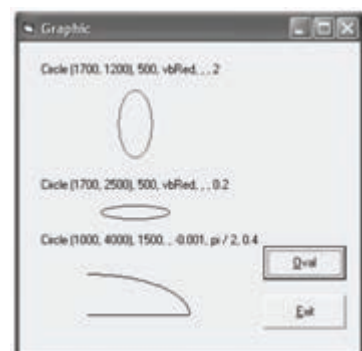 Graphic
Circle (1700, 1200), 500, vbRed, , , 2
Circle (1700, 2500), 500, vbRed, , , 0.2
Circle (1000, 4000), 1500, , -0.001, pi / 2, 0.4
Oval
Exit